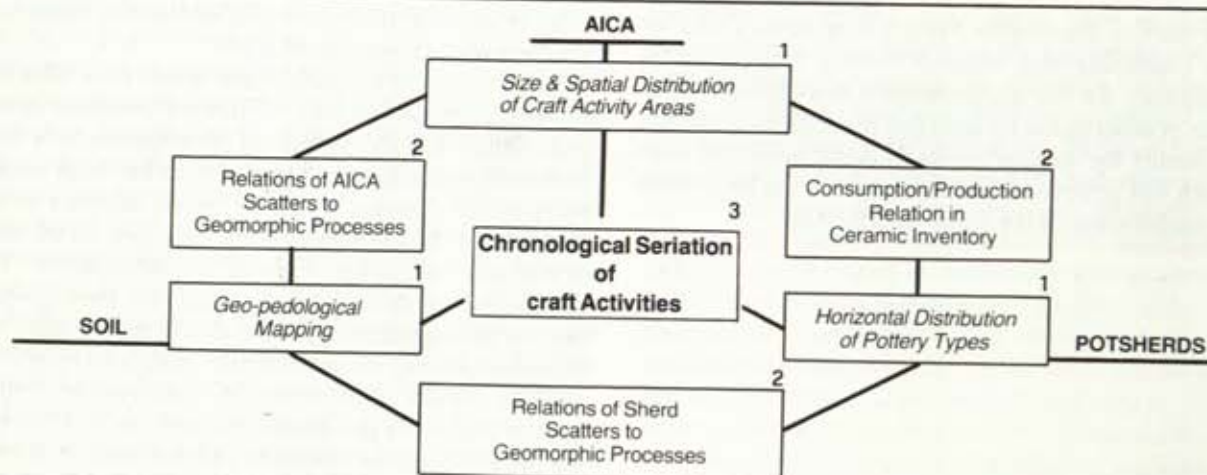 AICA
1
Size & Spatial Distribution
of Craft Activity Areas
2
Relations of AICA
Scatters to
Geomorphic Processes
2
Consumption/Production
Relation in
Ceramic Inventory
3
Chronological Seriation
of
craft Activities
1
Geo-pedological
Mapping
1
Horizontal Distribution
of Pottery Types
SOIL
POTSHERDS
2
Relations of Sherd
Scatters to
Geomorphic Processes